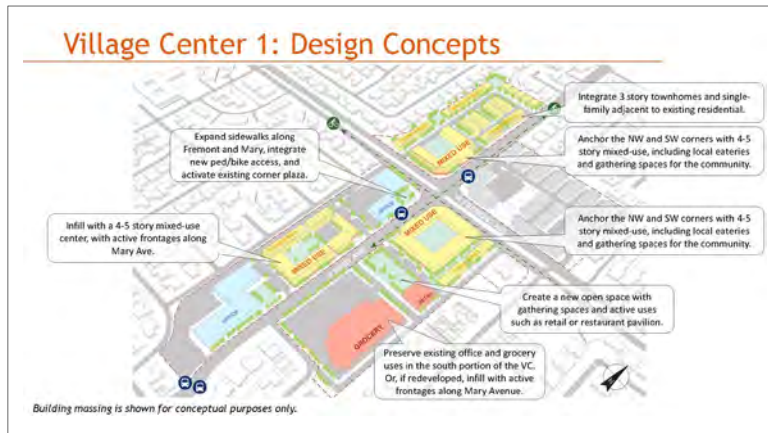 Village Center 1: Design Concepts
Integrate 3 story townhomes and single-
family adjacent to existing residential.
Expand sidewalks along
Fremont and Mary, integrate
new ped/bike access, and
activate existing corner plaza.
Anchor the NW and SW corners with 4-5
story mixed-use, including local eateries
and gathering spaces for the community.
MIXED USE
OFFICE
Infill with a 4-5 story mixed-use
center, with active frontages along
Mary Ave.
MIXED USE
MIXED USE
Anchor the NW and SW corners with 4-5
story mixed-use, including local eateries
and gathering spaces for the community.
OFFICE
RETAIL
Create a new open space with
gathering spaces and active uses
such as retail or restaurant pavilion.
GROCERY
Preserve existing office and grocery
uses in the south portion of the VC.
Or, if redeveloped, infill with active
frontages along Mary Avenue.
Building massing is shown for conceptual purposes only.